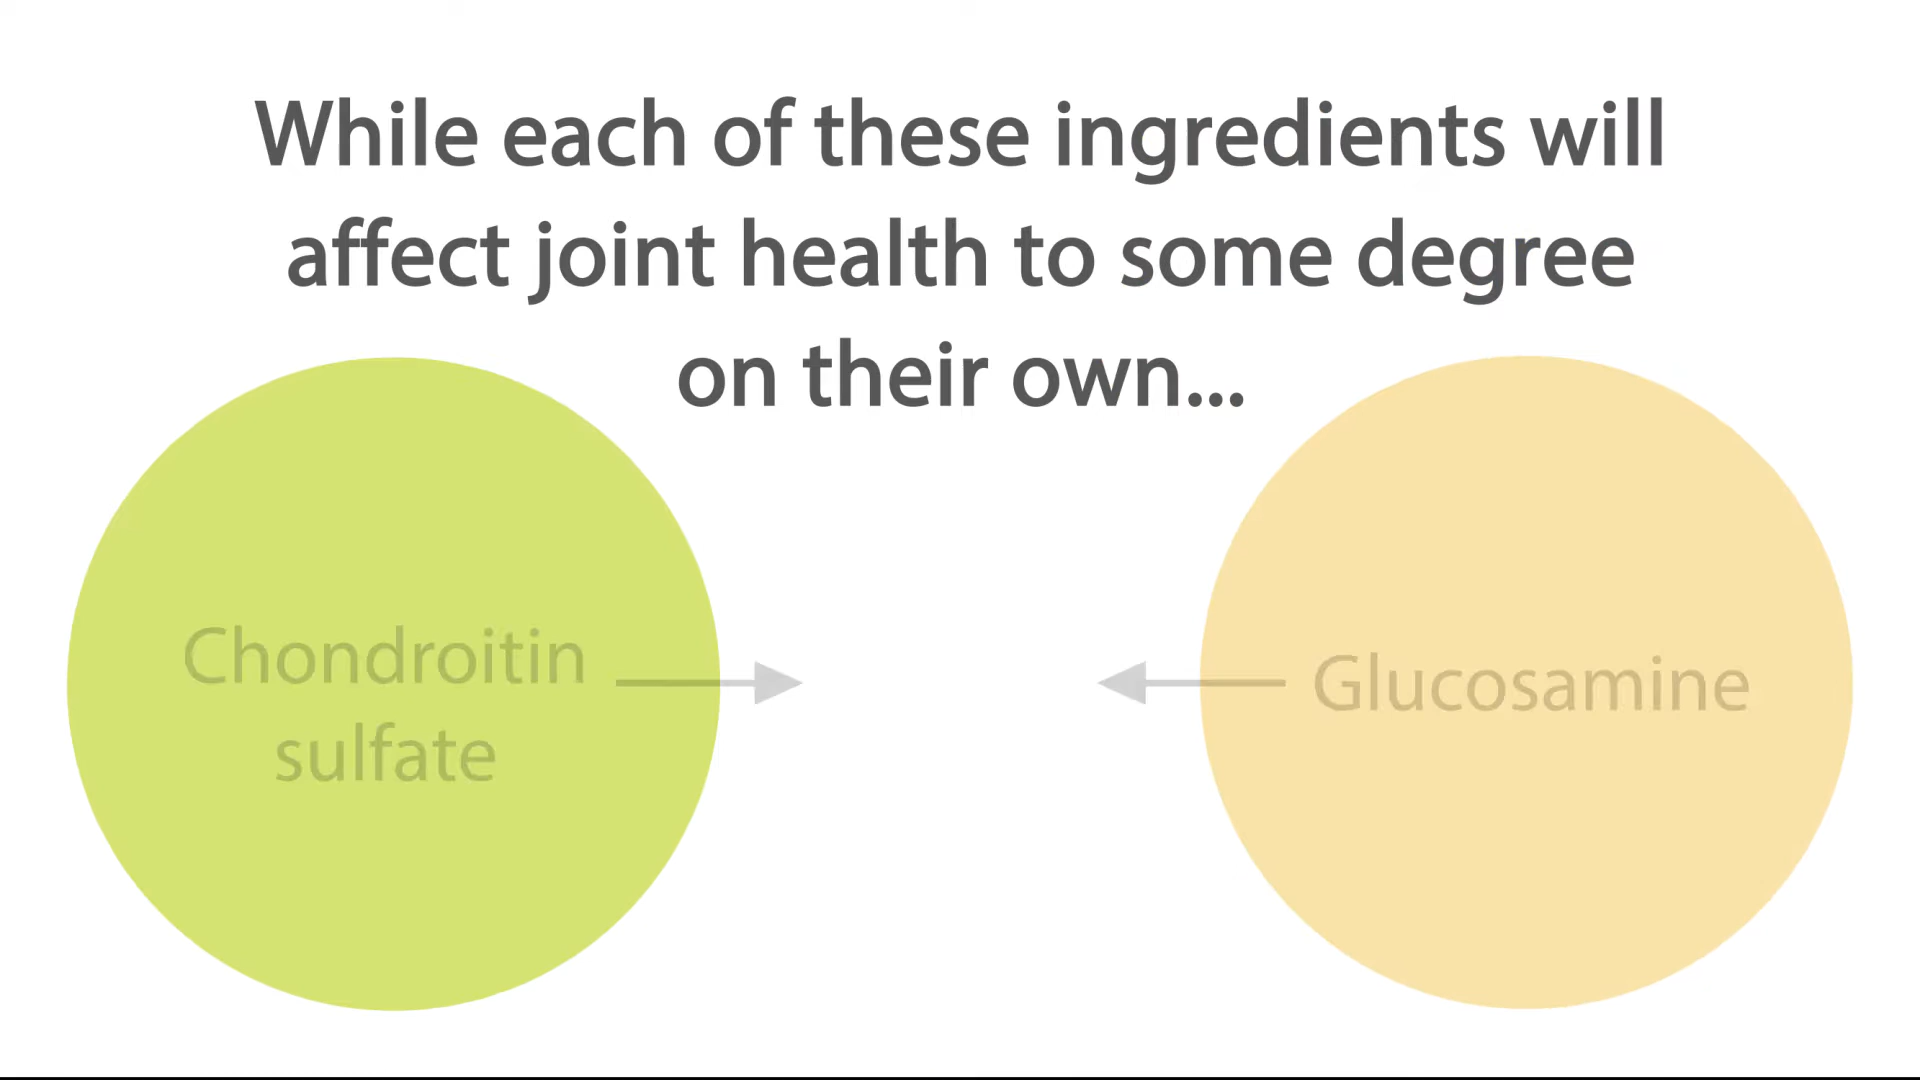 While each of these ingredients will
affect joint health to some degree
on their own...
Chondroitin
sulfate
Glucosamine